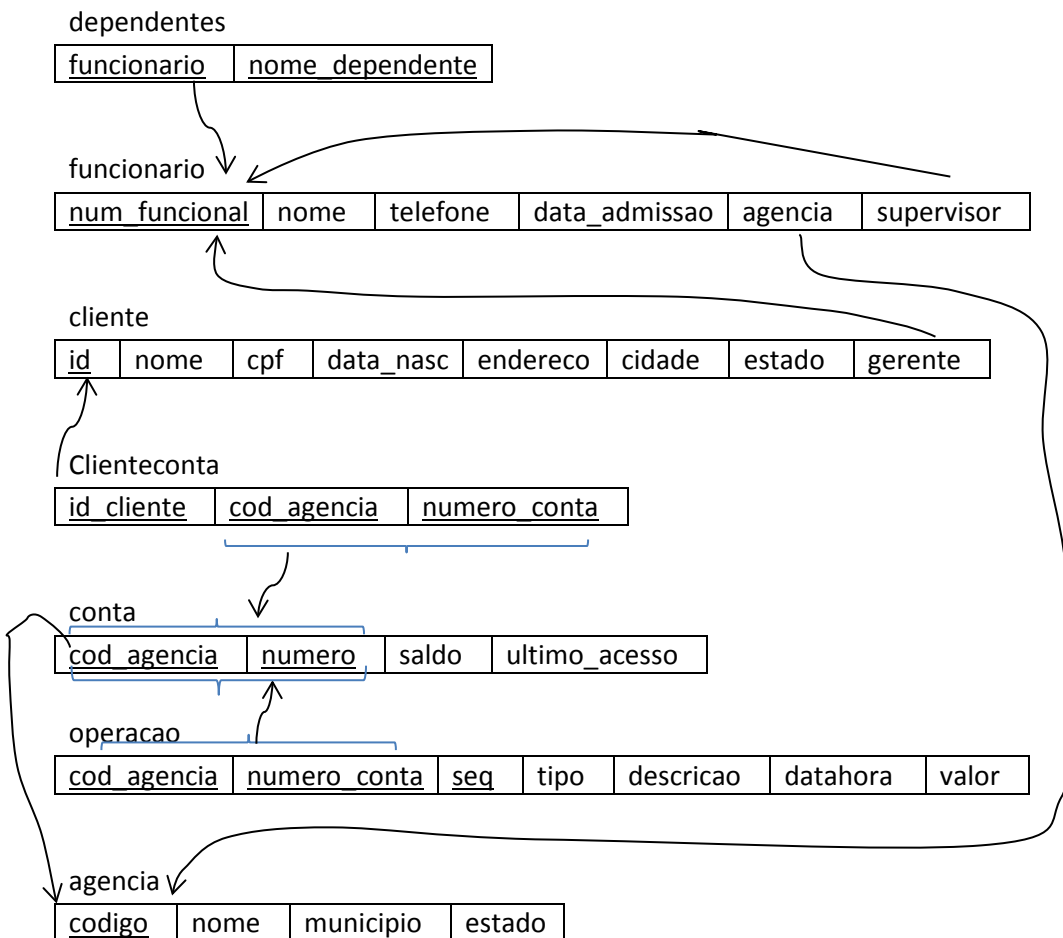 dependentes
funcionario nome_dependente
funcionario
num_funcional nome telefone data_admissao agencia supervisor
cliente
id nome cpf data_nasc endereco cidade estado gerente
Clienteconta
id_cliente cod_agencia numero_conta
conta
cod_agencia numero saldo ultimo_acesso
operacao
cod_agencia numero_conta seq tipo descricao datahora valor
agencia
codigo nome municipio estado